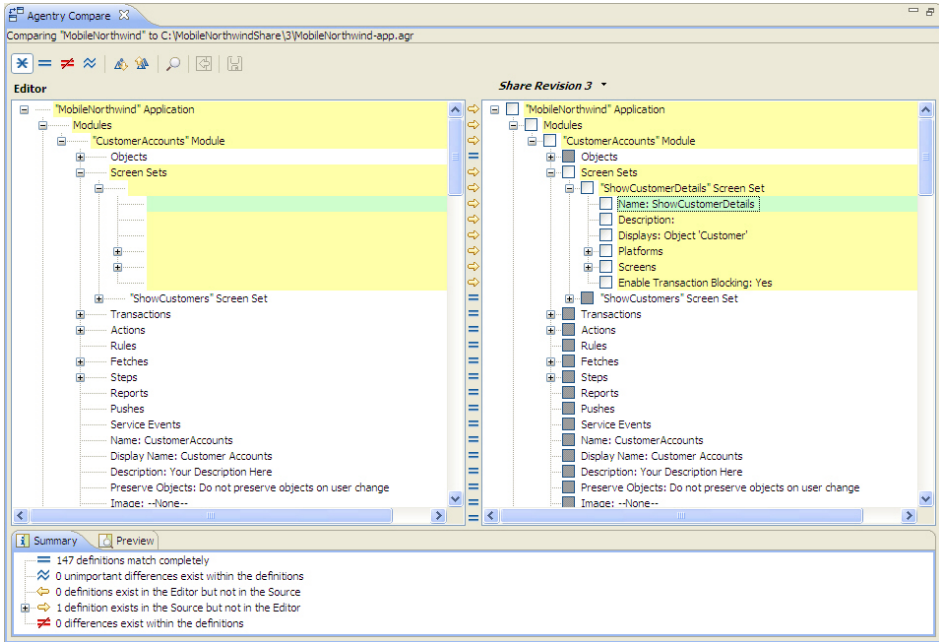 Agentry Compare
Comparing "MobileNorthwind" to C:\MobileNorthwindShare\3\MobileNorthwind-app.agr
Editor
Share Revision 3
"MobileNorthwind" Application
Modules
"CustomerAccounts" Module
Objects
Screen Sets
"ShowCustomers" Screen Set
Transactions
Actions
Rules
Fetches
Steps
Reports
Pushes
Service Events
Name: CustomerAccounts
Display Name: Customer Accounts
Description: Your Description Here
Preserve Objects: Do not preserve objects on user change
Image: --None--
"MobileNorthwind" Application
Modules
"CustomerAccounts" Module
Objects
Screen Sets
"ShowCustomerDetails" Screen Set
Name: ShowCustomerDetails
Description:
Displays: Object 'Customer'
Platforms
Screens
Enable Transaction Blocking: Yes
"ShowCustomers" Screen Set
Transactions
Actions
Rules
Fetches
Steps
Reports
Pushes
Service Events
Name: CustomerAccounts
Display Name: Customer Accounts
Description: Your Description Here
Preserve Objects: Do not preserve objects on user change
Image: --None--
Summary
Preview
147 definitions match completely
0 unimportant differences exist within the definitions
0 definitions exist in the Editor but not in the Source
1 definition exists in the Source but not in the Editor
0 differences exist within the definitions